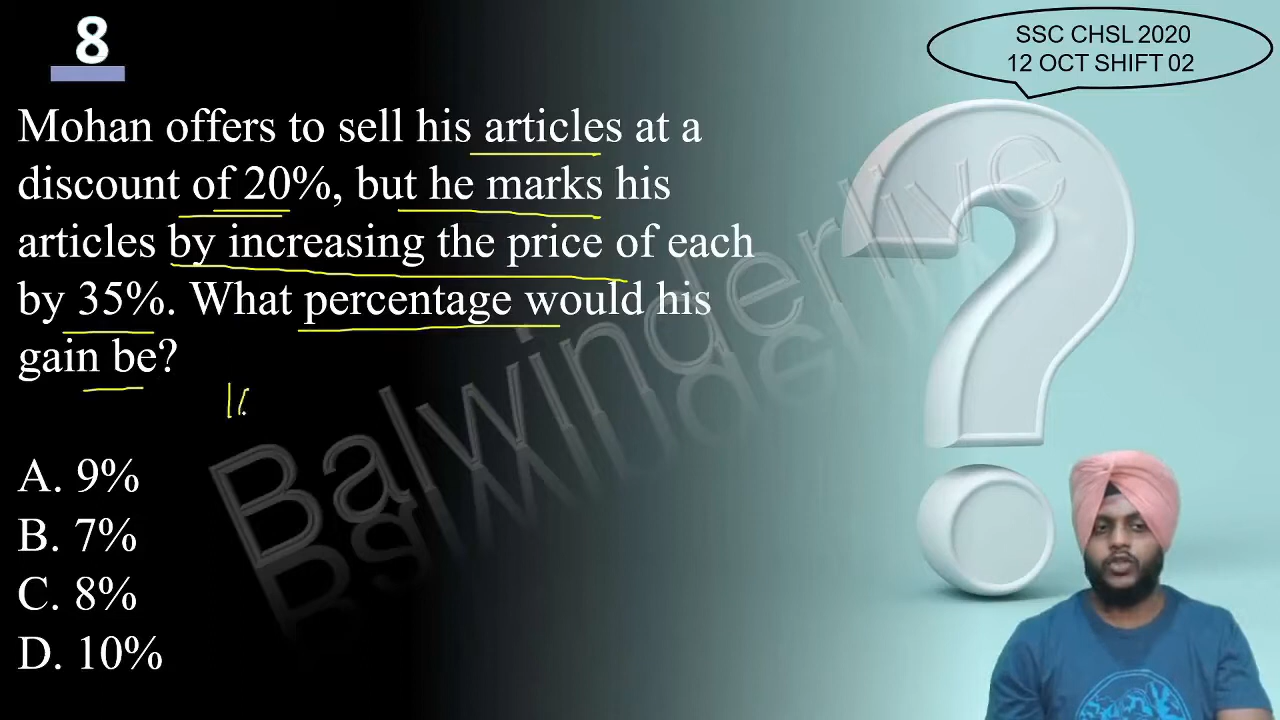 8
SSC CHSL 2020
12 OCT SHIFT 02
Mohan offers to sell his articles at a
discount of 20%, but he marks his
articles by increasing the price of each
by 35%. What percentage would his
gain be?
A. 9%
B. 7%
C. 8%
D. 10%
Balwinderlive